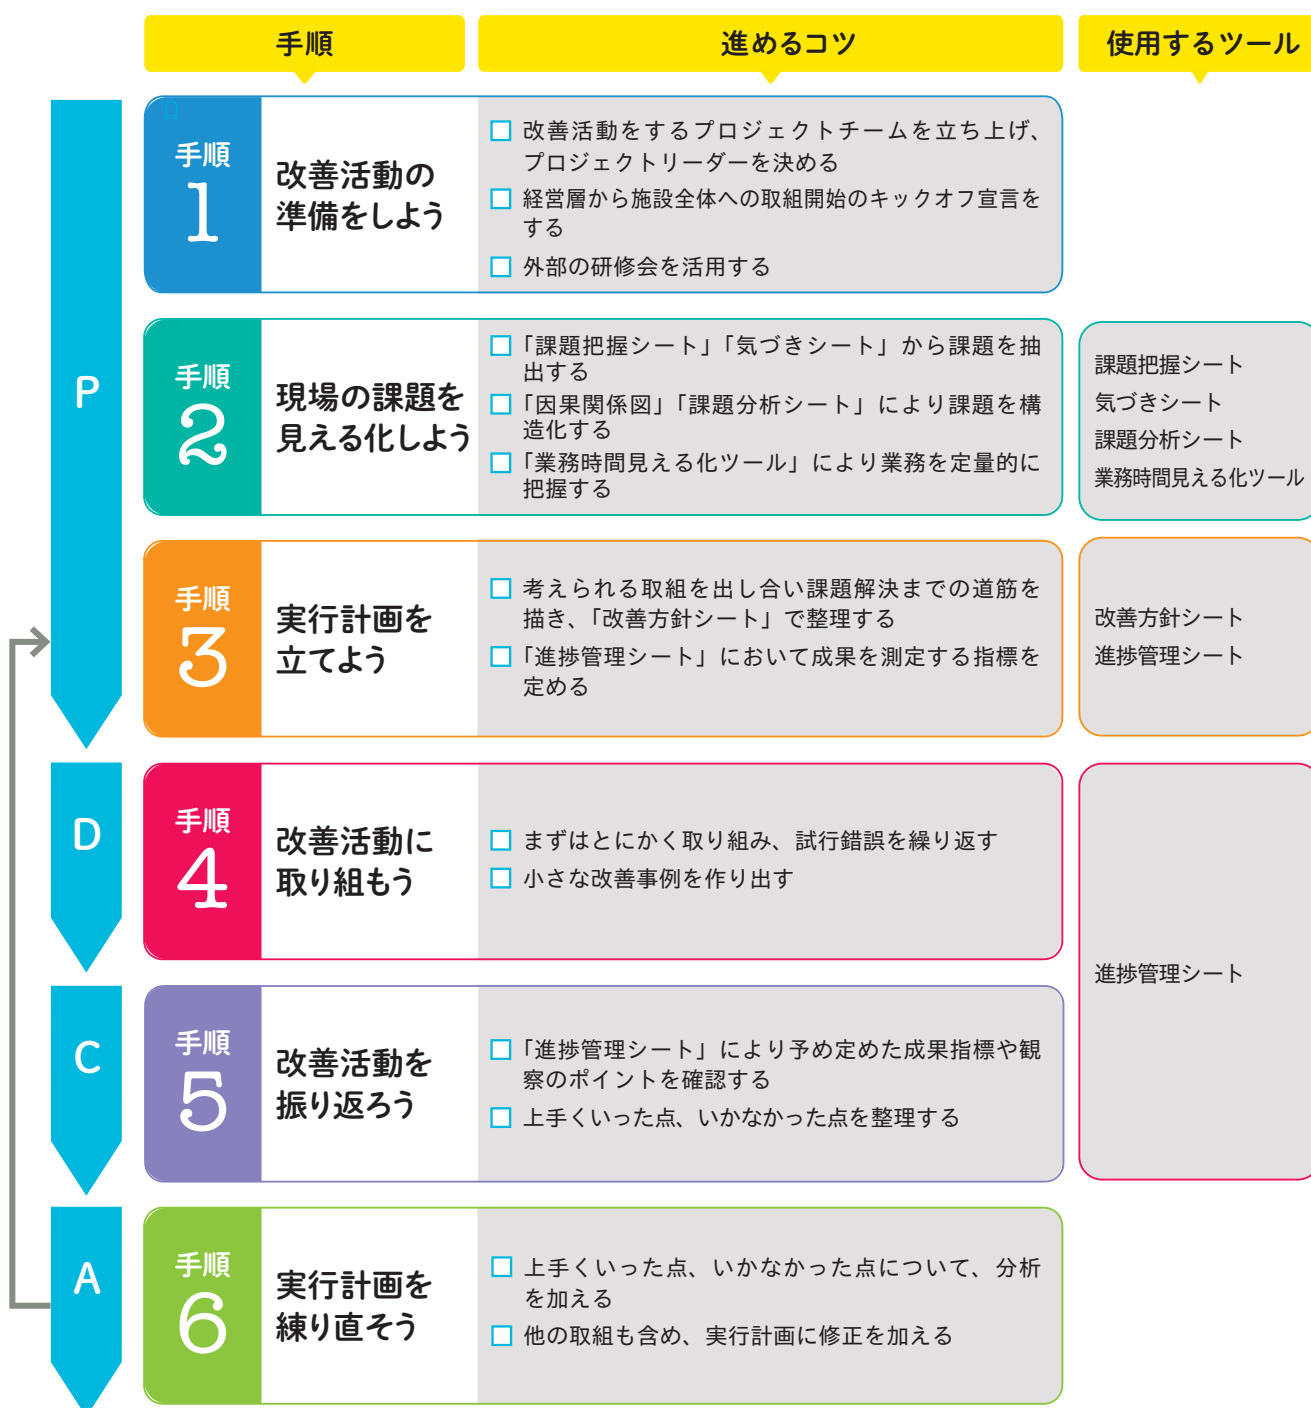 手順
進めるコツ
使用するツール
P
手順
1
改善活動の
準備をしよう
□ 改善活動をするプロジェクトチームを立ち上げ、
プロジェクトリーダーを決める
□ 経営層から施設全体への取組開始のキックオフ宣言を
する
□ 外部の研修会を活用する
手順
2
現場の課題を
見える化しよう
□「課題把握シート」「気づきシート」から課題を抽
出する
□「因果関係図」「課題分析シート」により課題を構
造化する
□「業務時間見える化ツール」により業務を定量的に
把握する
課題把握シート
気づきシート
課題分析シート
業務時間見える化ツール
手順
3
実行計画を
立てよう
□ 考えられる取組を出し合い課題解決までの道筋を
描き、「改善方針シート」で整理する
□「進捗管理シート」において成果を測定する指標を
定める
改善方針シート
進捗管理シート
D
手順
4
改善活動に
取り組もう
□ まずはとにかく取り組み、試行錯誤を繰り返す
□ 小さな改善事例を作り出す
進捗管理シート
C
手順
5
改善活動を
振り返ろう
□「進捗管理シート」により予め定めた成果指標や観
察のポイントを確認する
□ 上手くいった点、いかなかった点を整理する
A
手順
6
実行計画を
練り直そう
□ 上手くいった点、いかなかった点について、分析
を加える
□ 他の取組も含め、実行計画に修正を加える